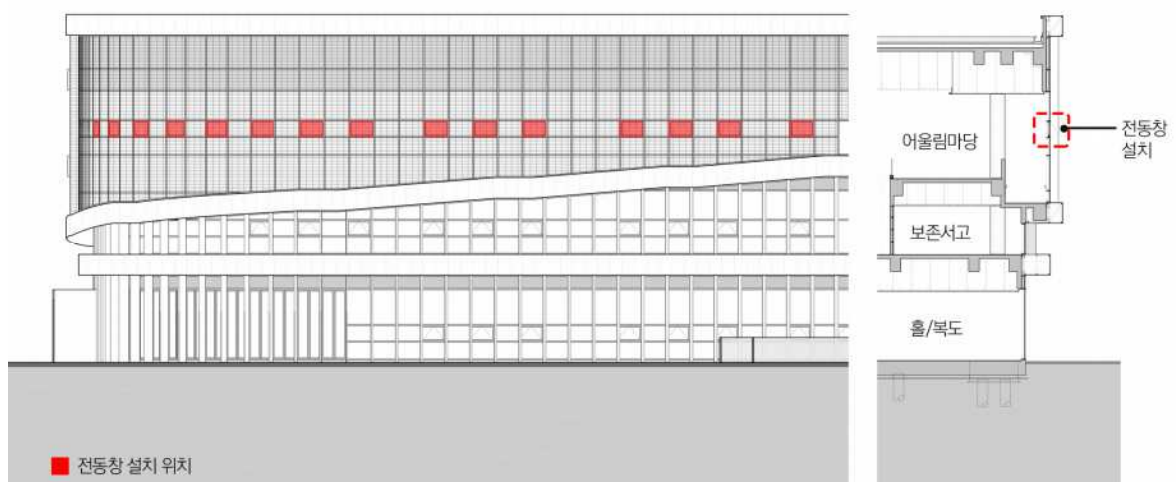 어울림마당
전동창
설치
보존서고
홀/복도
전동창 설치 위치